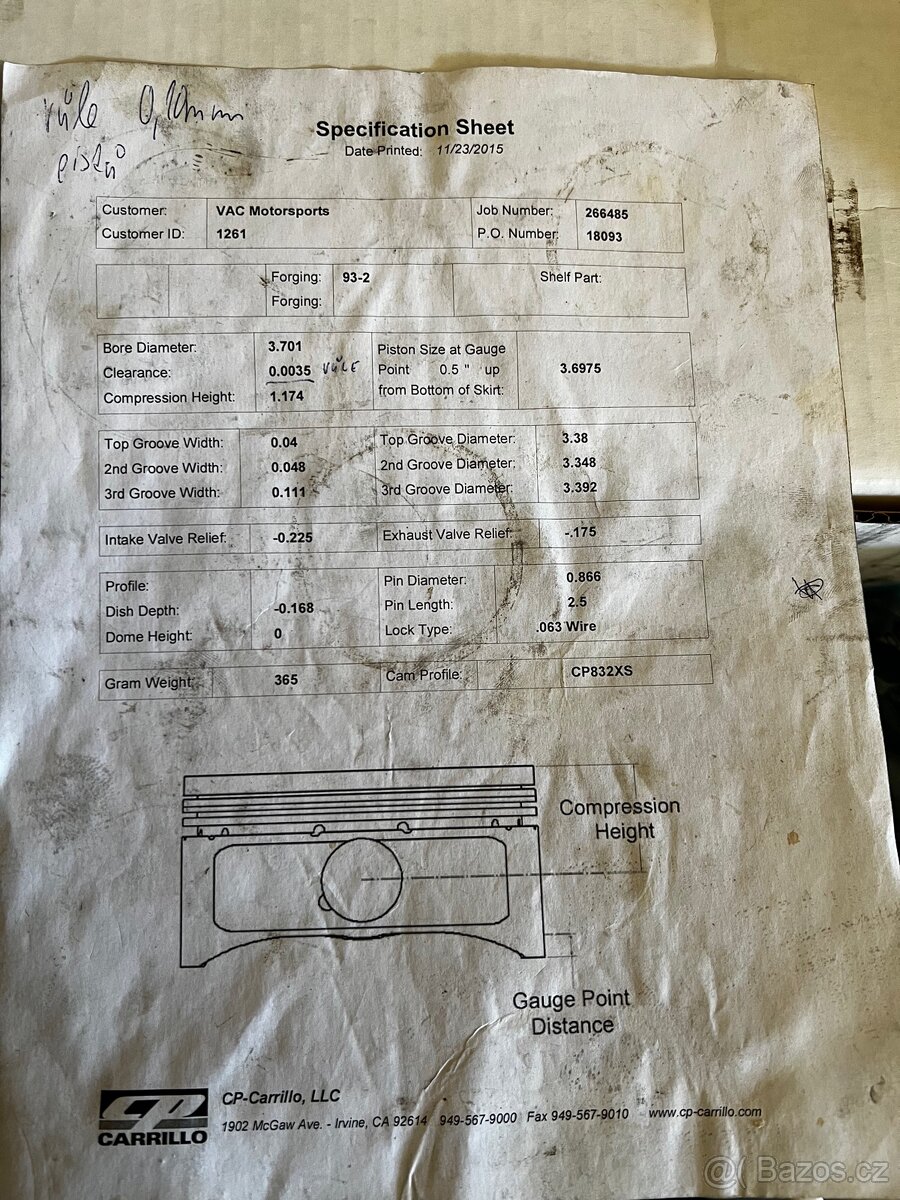 vůle 0,10mm
pístů
Specification Sheet
Date Printed: 11/23/2015
Customer: VAC Motorsports Job Number: 266485
Customer ID: 1261 P.O. Number: 18093
Forging: 93-2 Shelf Part:
Forging:
Bore Diameter: 3.701 Piston Size at Gauge
Clearance: 0.0035 VŮLE Point 0.5 " up 3.6975
Compression Height: 1.174 from Bottom of Skirt:
Top Groove Width: 0.04 Top Groove Diameter: 3.38
2nd Groove Width: 0.048 2nd Groove Diameter: 3.348
3rd Groove Width: 0.111 3rd Groove Diameter: 3.392
Intake Valve Relief: -0.225 Exhaust Valve Relief: -.175
Profile: Pin Diameter: 0.866
Dish Depth: -0.168 Pin Length: 2.5
Dome Height: 0 Lock Type: .063 Wire
Gram Weight: 365 Cam Profile: CP832XS
Compression
Height
Gauge Point
Distance
CP
CARRILLO
CP-Carrillo, LLC
1902 McGaw Ave. - Irvine, CA 92614 949-567-9000 Fax 949-567-9010 www.cp-carrillo.com
@( Bazos.cz